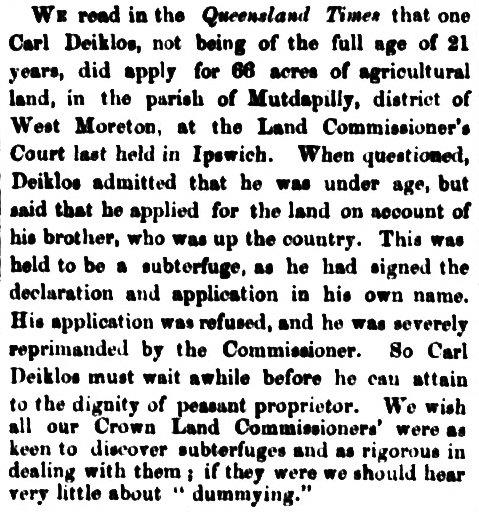 WE read in the Queensland Times that one
Carl Deiklos, not being of the full age of 21
years, did apply for 66 acres of agricultural
land, in the parish of Mutdapilly, district of
West Moreton, at the Land Commissioner's
Court last held in Ipswich. When questioned,
Deiklos admitted that he was under age, but
said that he applied for the land on account of
his brother, who was up the country. This was
held to be a subterfuge, as he had signed the
declaration and application in his own name.
His application was refused, and he was severely
reprimanded by the Commissioner. So Carl
Deiklos must wait awhile before he can attain
to the dignity of peasant proprietor. We wish
all our Crown Land Commissioners' were as
keen to discover subterfuges and as rigorous in
dealing with them; if they were we should hear
very little about "dummying."